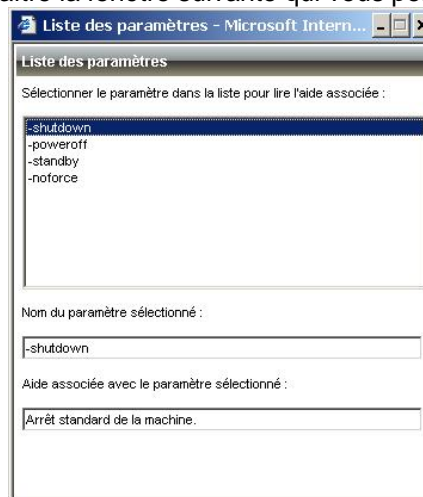 Liste des paramètres - Microsoft Intern...
Liste des paramètres
Sélectionner le paramètre dans la liste pour lire l'aide associée :
-shutdown
-poweroff
-standby
-noforce
Nom du paramètre sélectionné :
-shutdown
Aide associée avec le paramètre sélectionné :
Arrêt standard de la machine.